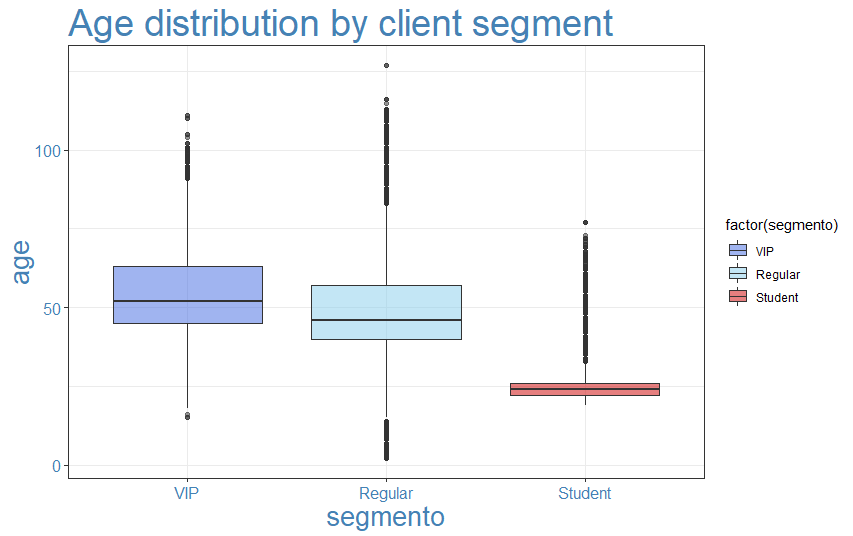 Age distribution by client segment
age
100
50
0
VIP
Regular
Student
segmento
factor(segmento)
VIP
Regular
Student